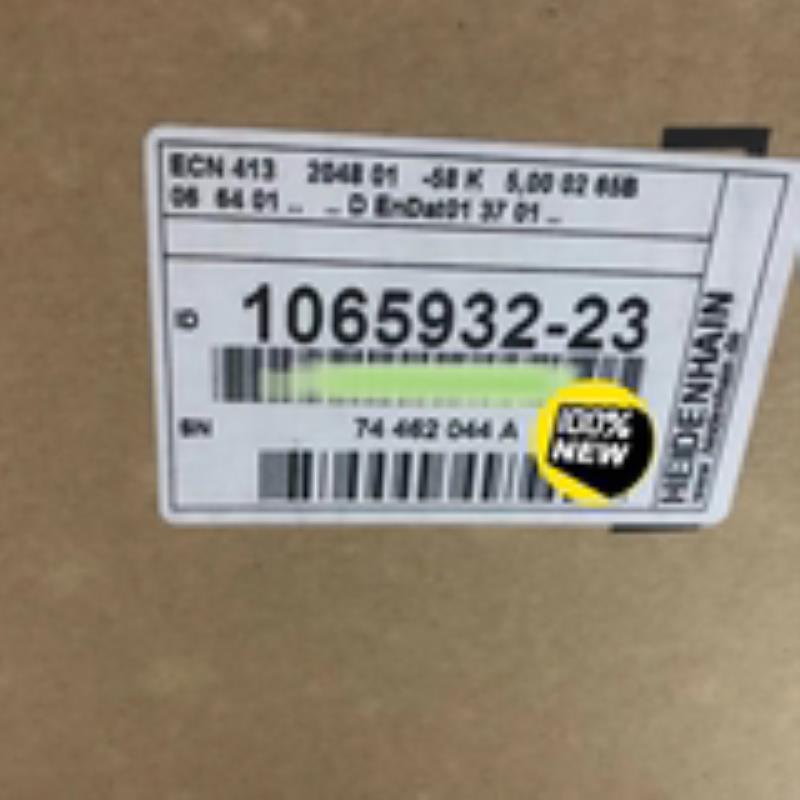 ECN 413 2048 01 -58 K 5,00 02 65B
06 64 01 .. .. D EnDat01 37 01 ..
ID 1065932-23
SN 74 462 044 A
100%
NEW
HEIDENHAIN